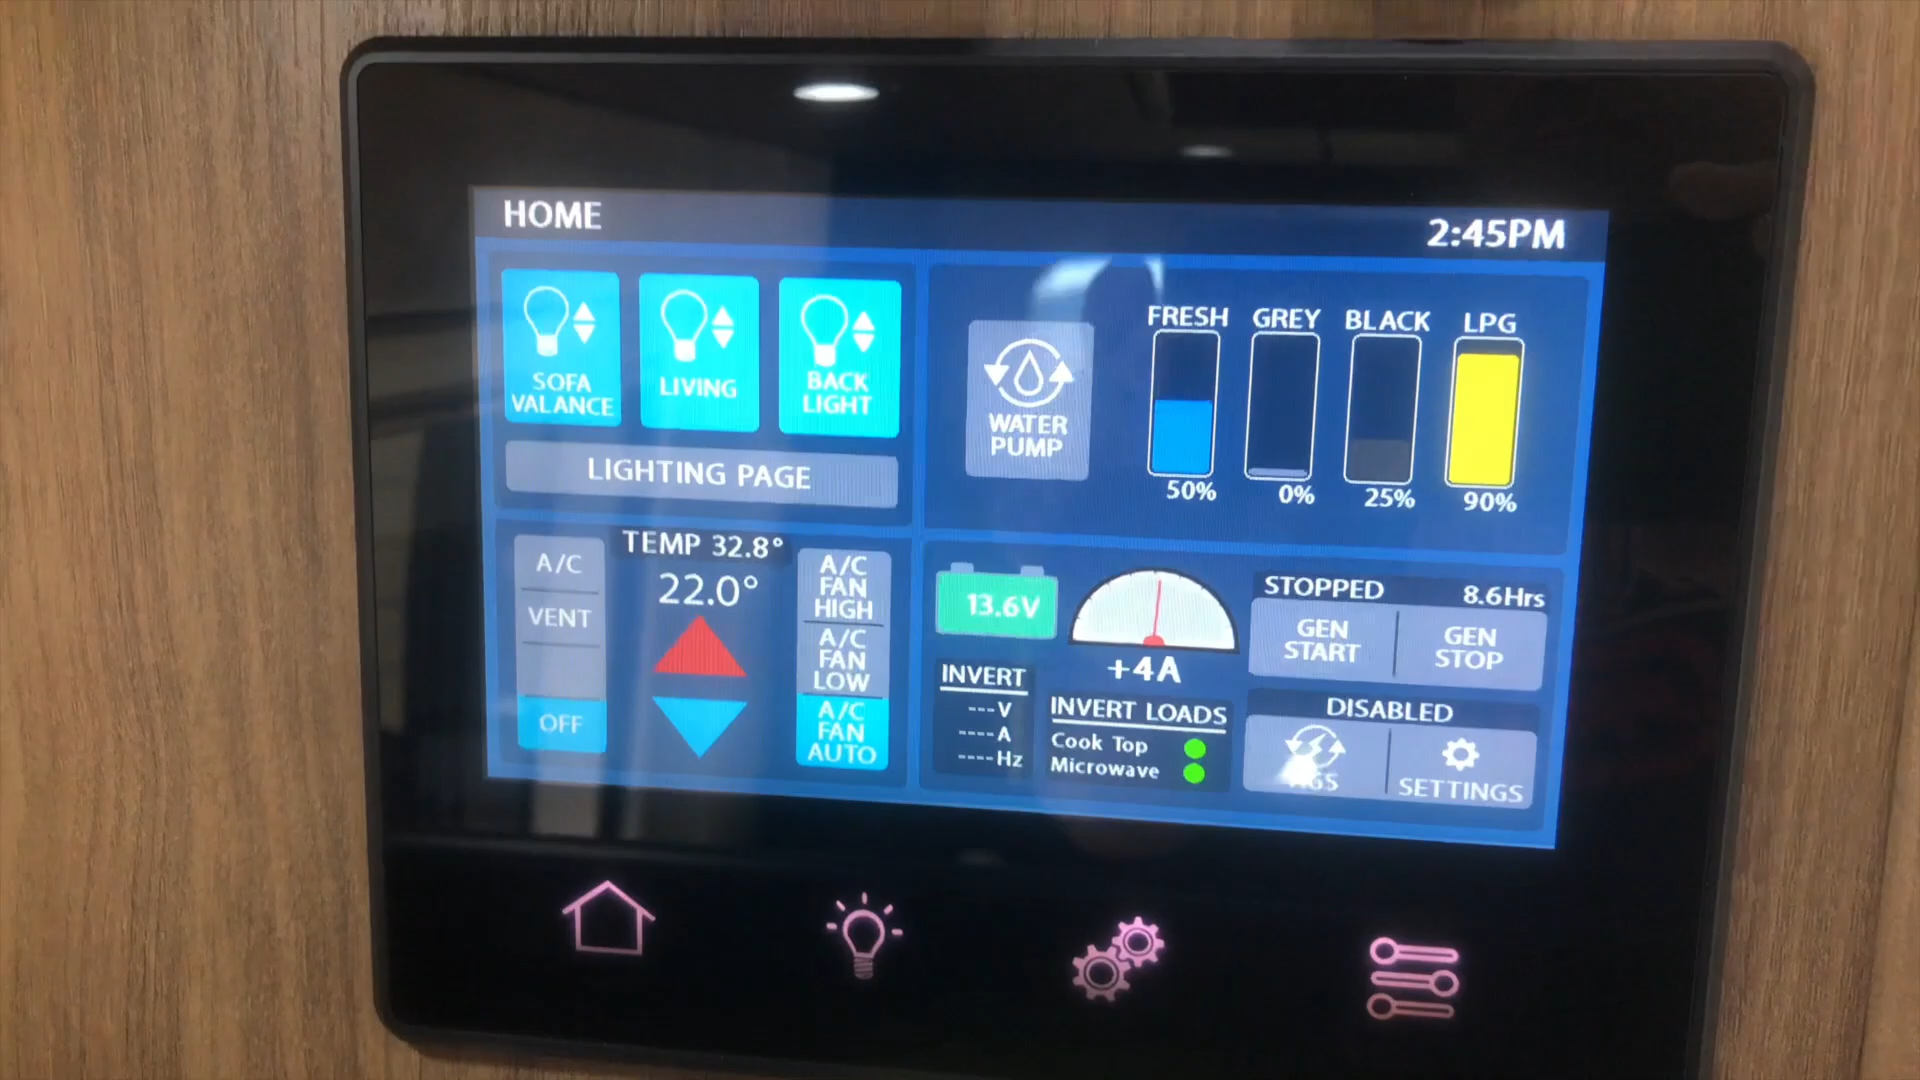 HOME
2:45PM
SOFA
VALANCE
LIVING
BACK
LIGHT
LIGHTING PAGE
WATER
PUMP
FRESH
GREY
BLACK
LPG
50%
0%
25%
90%
A/C
VENT
OFF
TEMP 32.8°
22.0°
A/C
FAN
HIGH
A/C
FAN
LOW
A/C
FAN
AUTO
13.6V
+4A
INVERT
---V
----A
----Hz
INVERT LOADS
Cook Top
Microwave
STOPPED
8.6Hrs
GEN
START
GEN
STOP
DISABLED
SETTINGS